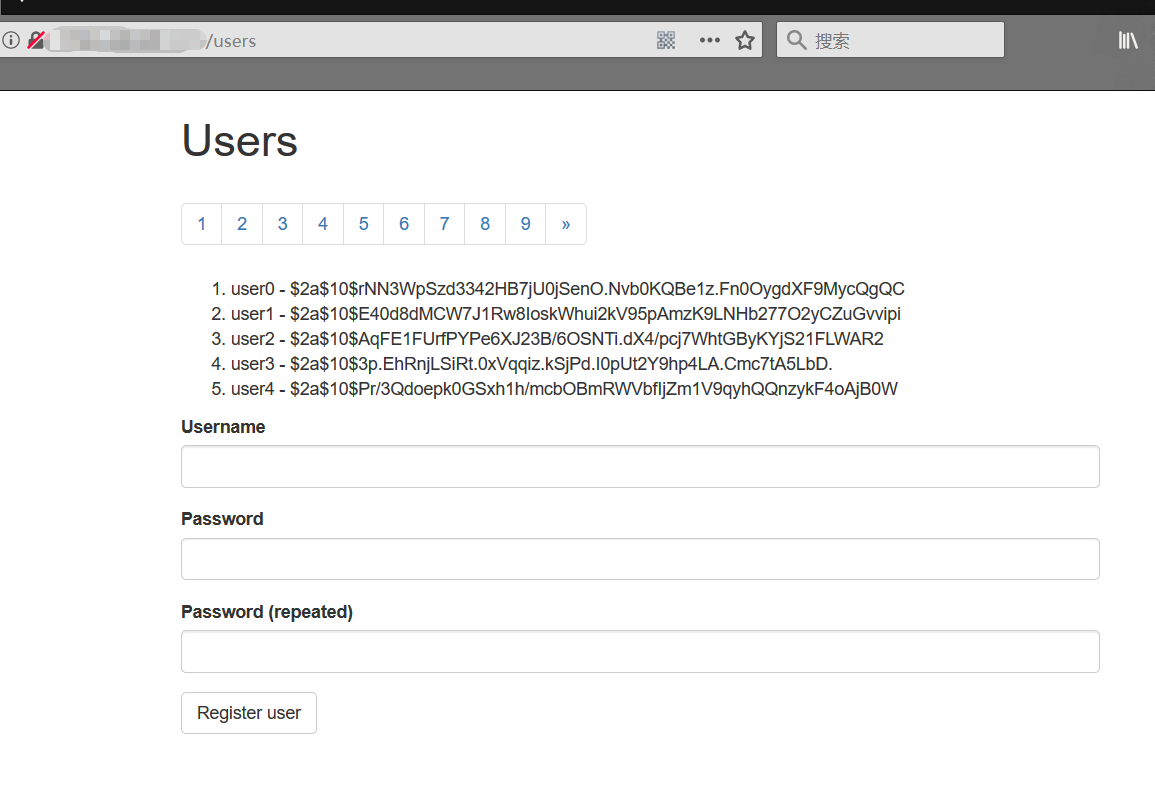 /users
搜索
Users
1 2 3 4 5 6 7 8 9 »
1. user0 - $2a$10$rNN3WpSzd3342HB7jU0jSenO.Nvb0KQBe1z.Fn0OygdXF9MycQgQC
2. user1 - $2a$10$E40d8dMCW7J1Rw8IoskWhui2kV95pAmzK9LNHb277O2yCZuGvvipi
3. user2 - $2a$10$AqFE1FUrfPYPe6XJ23B/6OSNTi.dX4/pcj7WhtGByKYjS21FLWAR2
4. user3 - $2a$10$3p.EhRnjLSiRt.0xVqqiz.kSjPd.I0pUt2Y9hp4LA.Cmc7tA5LbD.
5. user4 - $2a$10$Pr/3Qdoepk0GSxh1h/mcbOBmRWVbfIjZm1V9qyhQQnzykF4oAjB0W
Username
Password
Password (repeated)
Register user